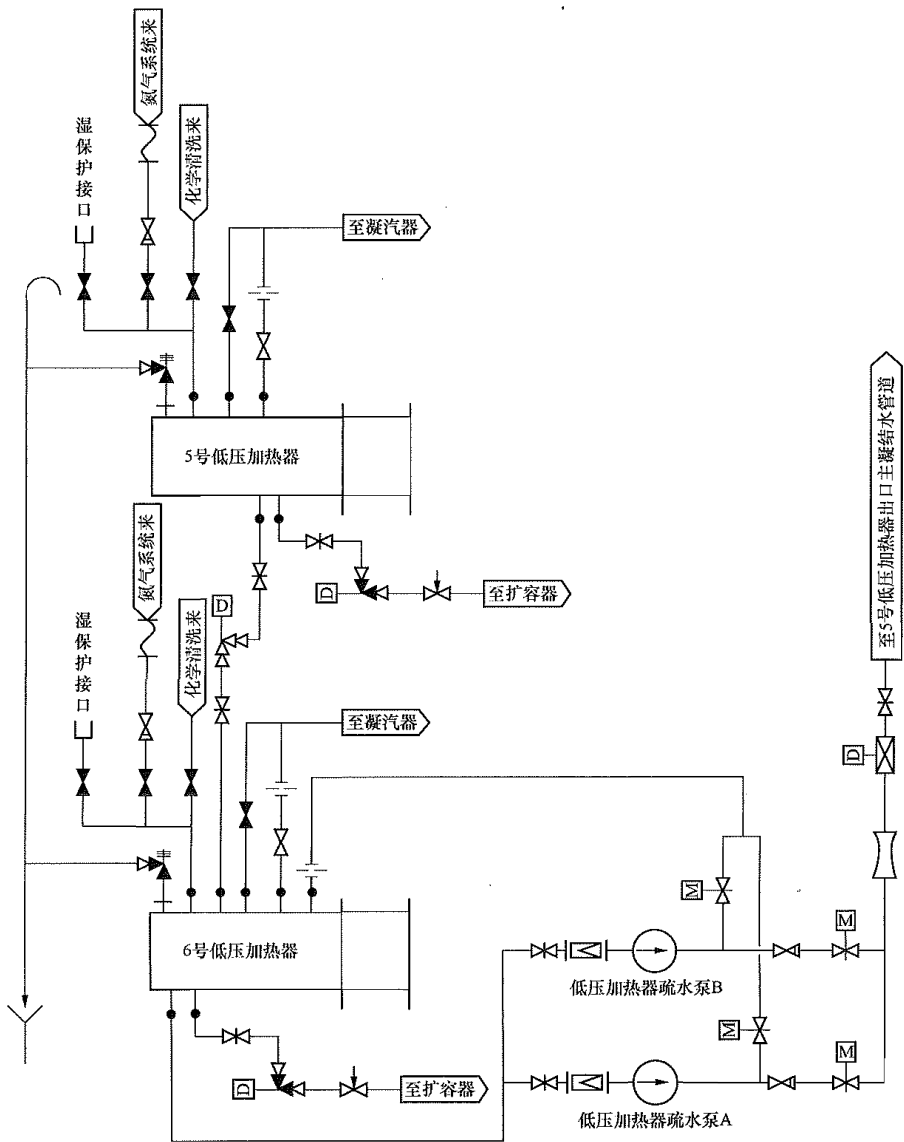 氮气系统来
湿保护接口
化学清洗来
至凝汽器
5号低压加热器
至5号低压加热器出口主凝结水管道
氮气系统来
D
至扩容器
D
湿保护接口
化学清洗来
至凝汽器
D
M
M
6号低压加热器
低压加热器疏水泵B
M
M
D
至扩容器
低压加热器疏水泵A